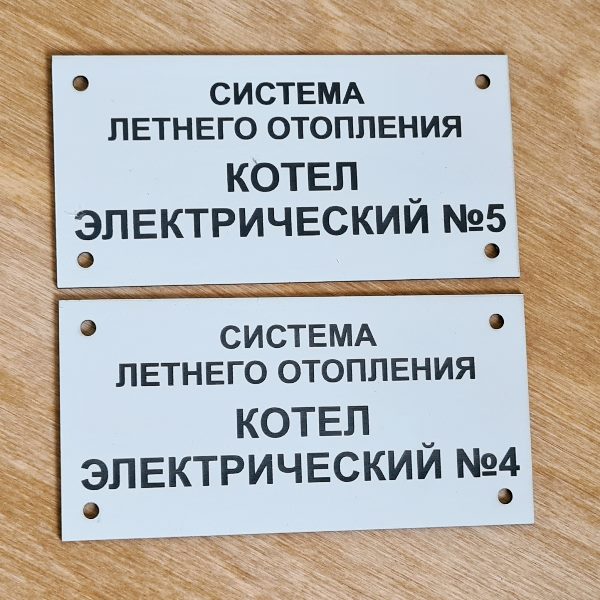 СИСТЕМА
ЛЕТНЕГО ОТОПЛЕНИЯ
КОТЕЛ
ЭЛЕКТРИЧЕСКИЙ №5
СИСТЕМА
ЛЕТНЕГО ОТОПЛЕНИЯ
КОТЕЛ
ЭЛЕКТРИЧЕСКИЙ №4